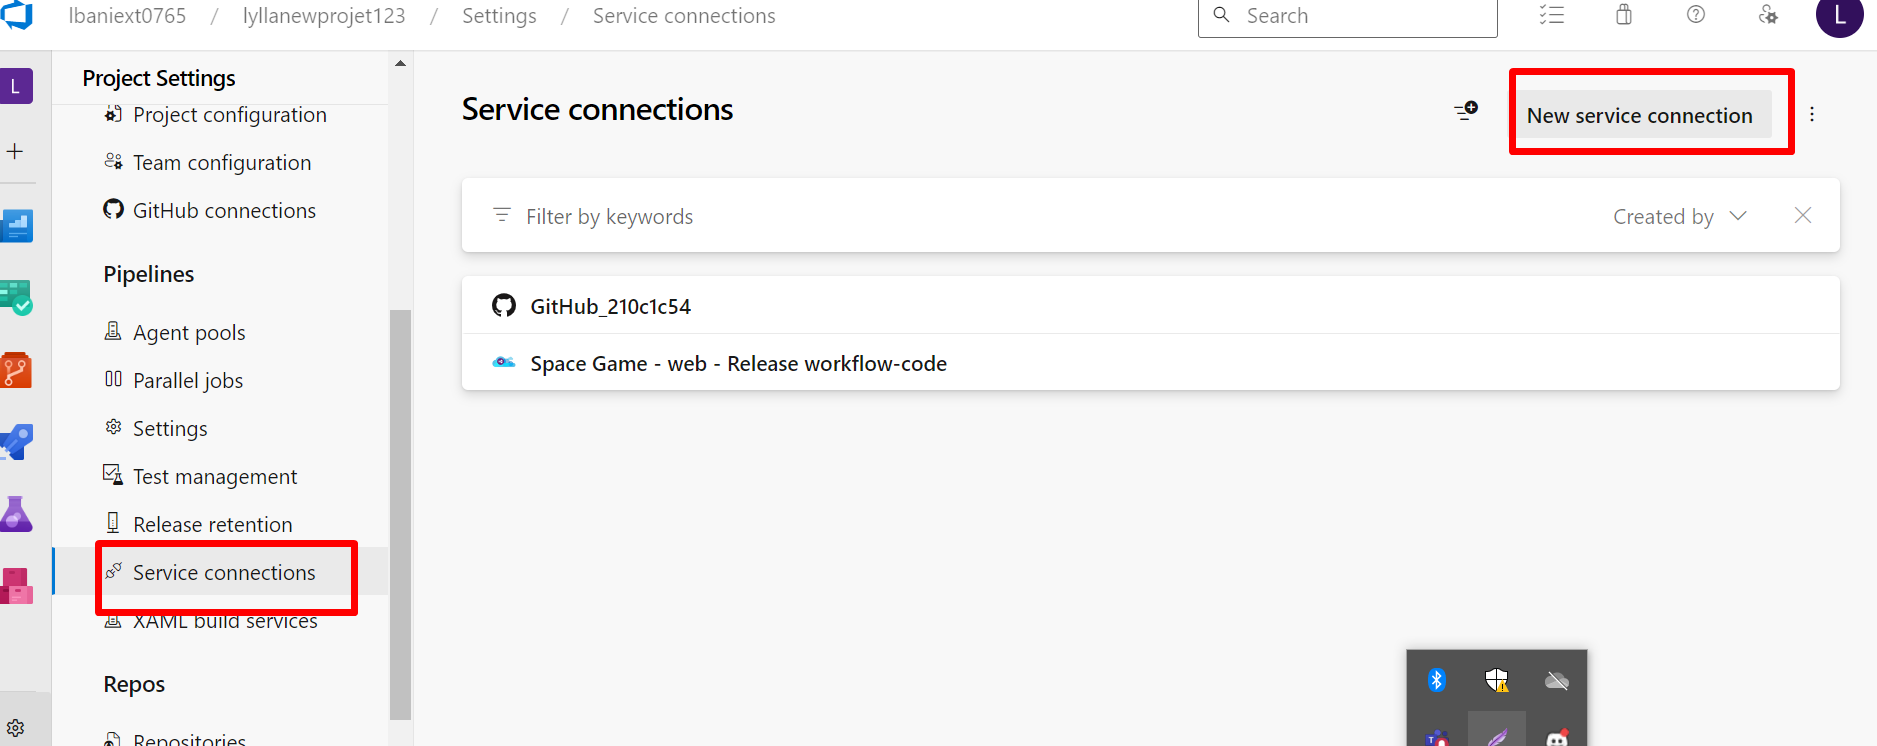 lbaniext0765 / lyllanewprojet123 / Settings / Service connections
Search
L
L
Project Settings
Project configuration
Team configuration
GitHub connections
Pipelines
Agent pools
Parallel jobs
Settings
Test management
Release retention
Service connections
XAML build services
Repos
Repositories
Service connections
New service connection
Filter by keywords
Created by
GitHub_210c1c54
Space Game - web - Release workflow-code